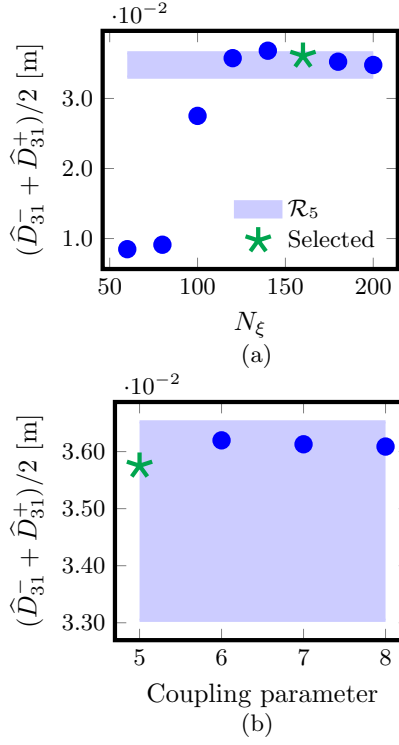 ·10⁻²
(D̂₃₁⁻ + D̂₃₁⁺)/2 [m]
3.0
2.0
1.0
ℛ₅
Selected
50 100 150 200
N_ξ
(a)
·10⁻²
(D̂₃₁⁻ + D̂₃₁⁺)/2 [m]
3.60
3.50
3.40
3.30
5 6 7 8
Coupling parameter
(b)